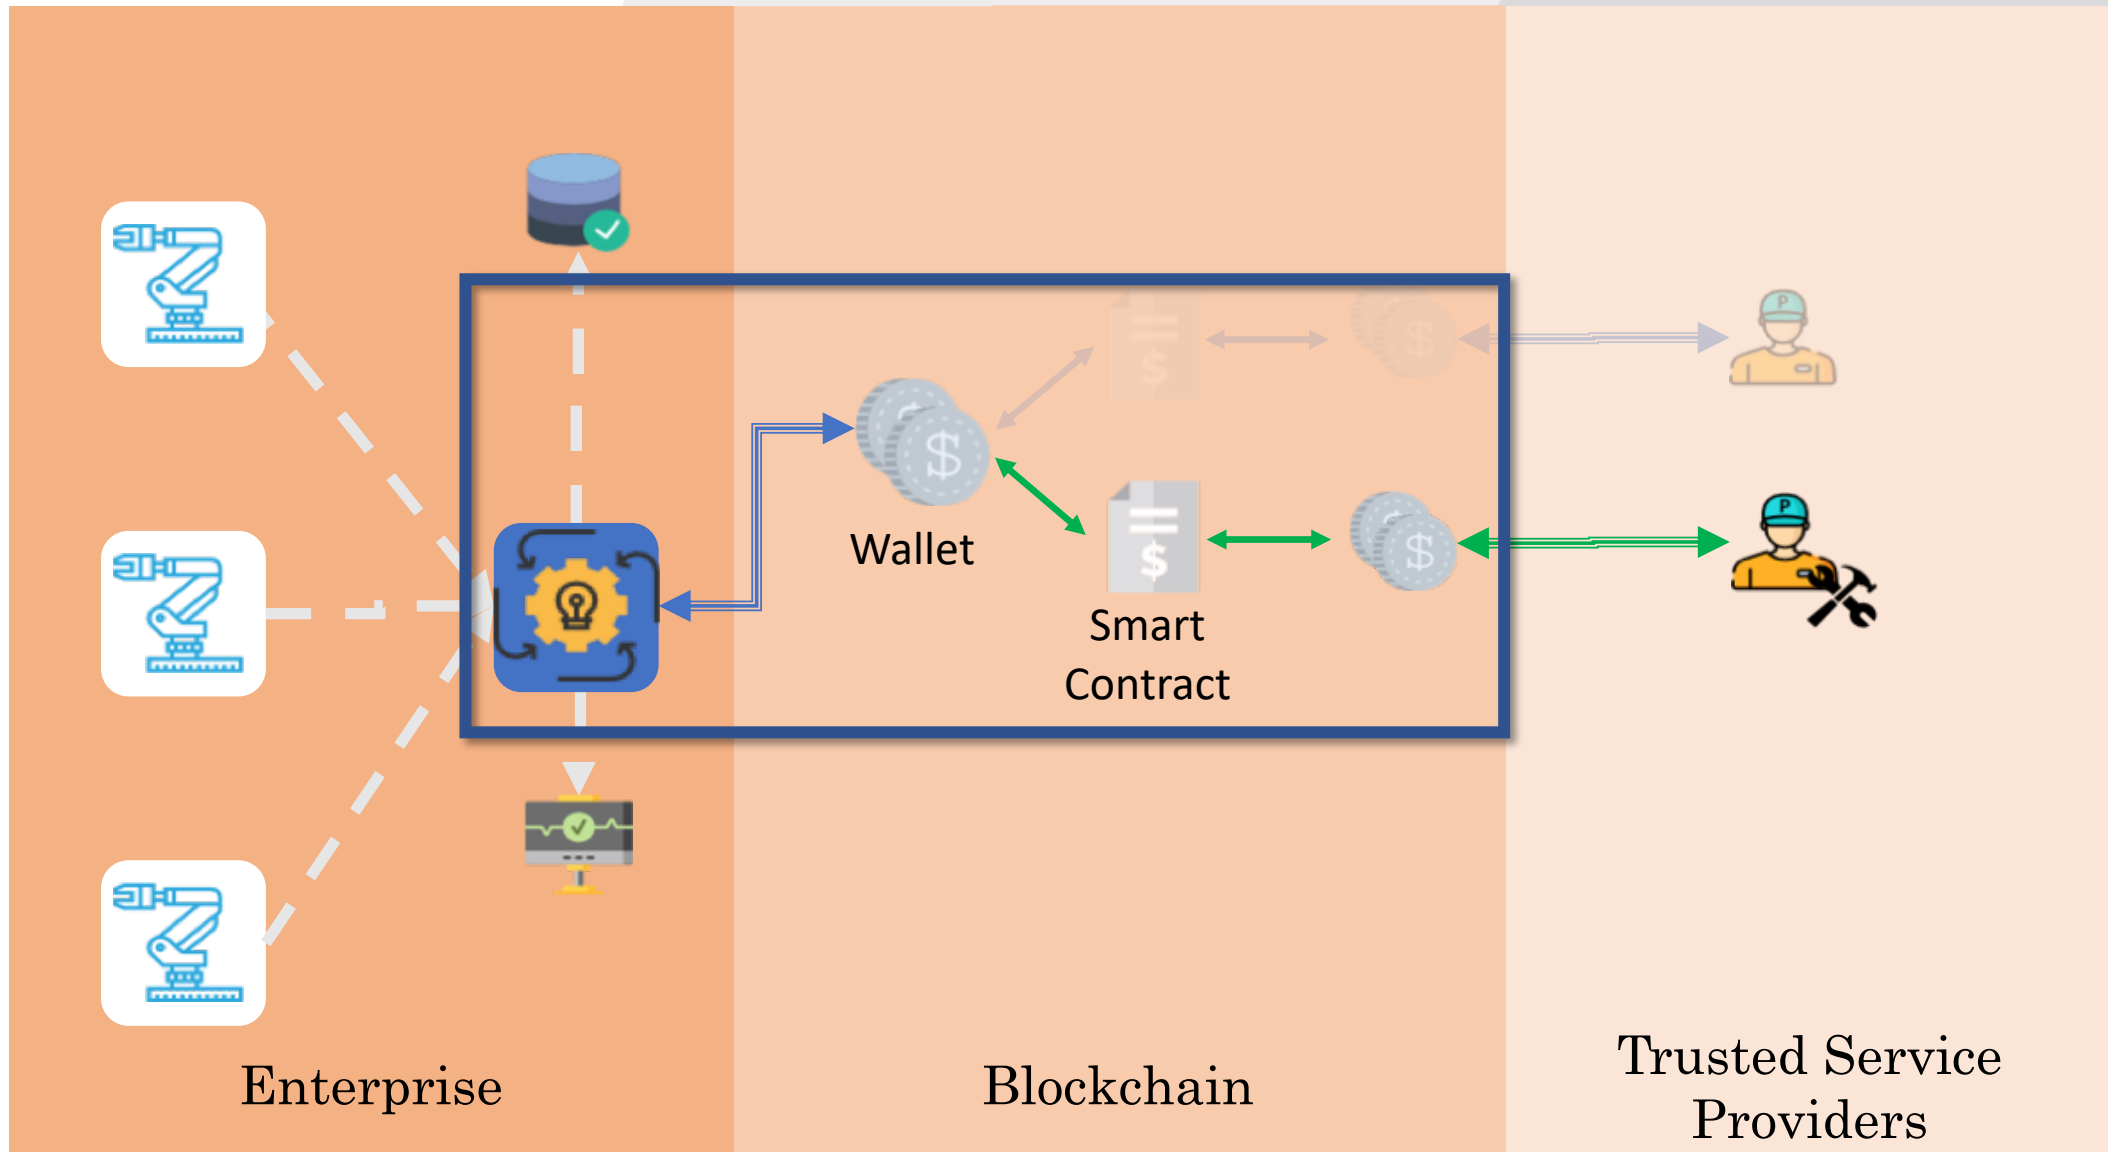 P
$
$
$
$
P
Wallet
$
$
$
Smart
Contract
Enterprise
Blockchain
Trusted Service
Providers